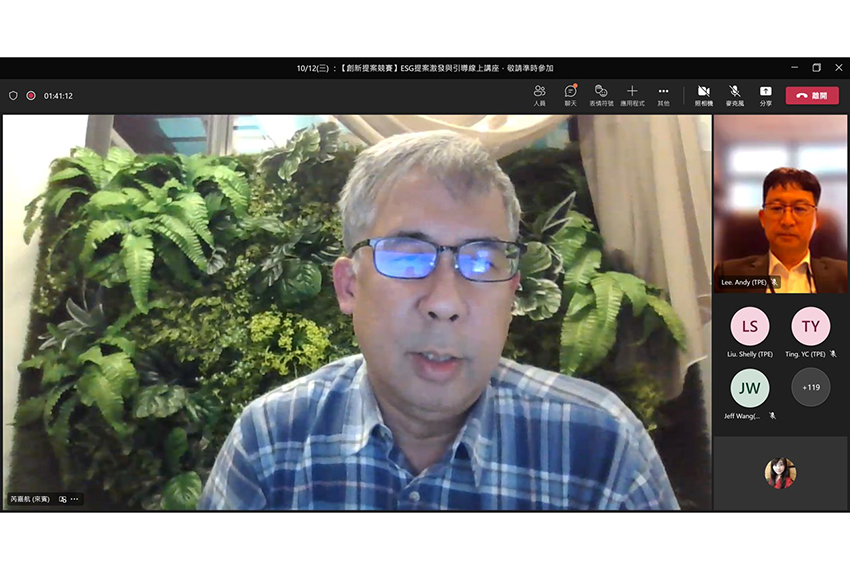 10/12(三) :【創新提案競賽】ESG提案激發與引導線上講座 - 敬請準時參加
01:41:12
人員 聊天 表情符號 應用程式 其他 照相機 麥克風 分享 離開
Lee. Andy (TPE)
LS TY
Liu. Shelly (TPE) Ting. YC (TPE)
JW +119
Jeff Wang(...
芮嘉航 (來賓)